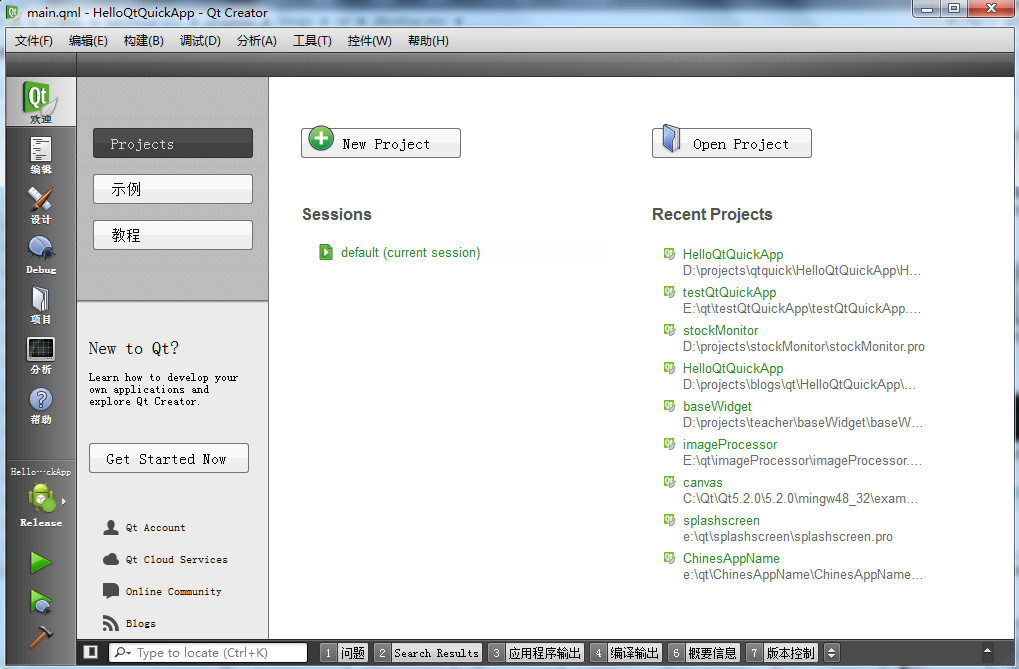 main.qml - HelloQtQuickApp - Qt Creator
文件(F) 编辑(E) 构建(B) 调试(D) 分析(A) 工具(T) 控件(W) 帮助(H)
Qt
欢迎
编辑
设计
Debug
项目
分析
帮助
Hello···ckApp
Release
Projects
示例
教程
New to Qt?
Learn how to develop your
own applications and
explore Qt Creator.
Get Started Now
Qt Account
Qt Cloud Services
Online Community
Blogs
New Project
Open Project
Sessions
default (current session)
Recent Projects
HelloQtQuickApp
D:\projects\qtquick\HelloQtQuickApp\H...
testQtQuickApp
E:\qt\testQtQuickApp\testQtQuickApp....
stockMonitor
D:\projects\stockMonitor\stockMonitor.pro
HelloQtQuickApp
D:\projects\blogs\qt\HelloQtQuickApp\...
baseWidget
D:\projects\teacher\baseWidget\baseW...
imageProcessor
E:\qt\imageProcessor\imageProcessor....
canvas
C:\Qt\Qt5.2.0\5.2.0\mingw48_32\exam...
splashscreen
e:\qt\splashscreen\splashscreen.pro
ChinesAppName
e:\qt\ChinesAppName\ChinesAppName...
Type to locate (Ctrl+K) 1 问题 2 Search Results 3 应用程序输出 4 编译输出 6 概要信息 7 版本控制